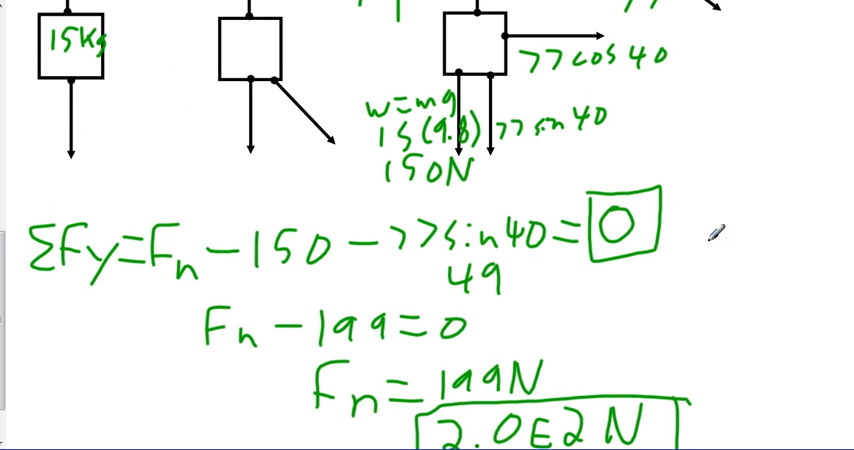 15Kg
77cos40
w=mg
15(9.8)
77sin40
150N
ΣFy=Fn-150-77sin40=0
49
Fn-199=0
Fn=199N
2.0E2N